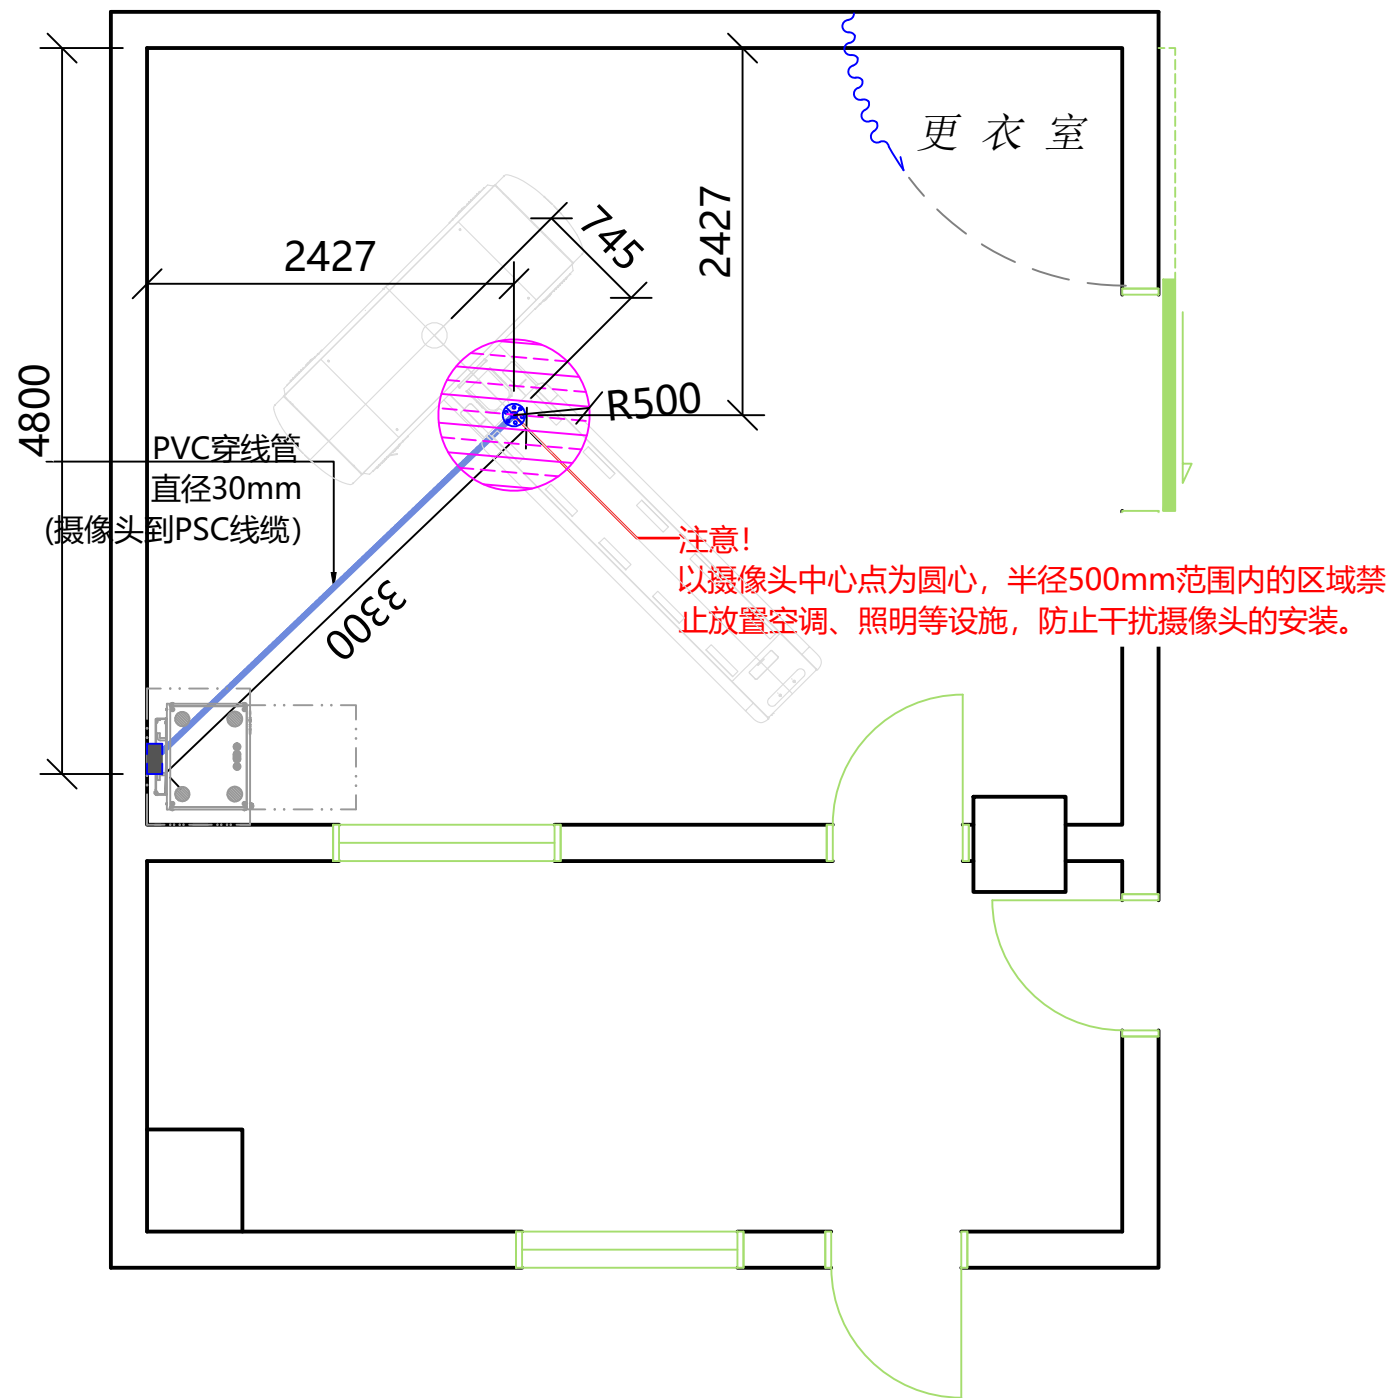 更衣室
745
2427
2427
4800
R500
PVC穿线管
直径30mm
(摄像头到PSC线缆）
注意！
以摄像头中心点为圆心，半径500mm范围内的区域禁
止放置空调、照明等设施，防止干扰摄像头的安装。
3300